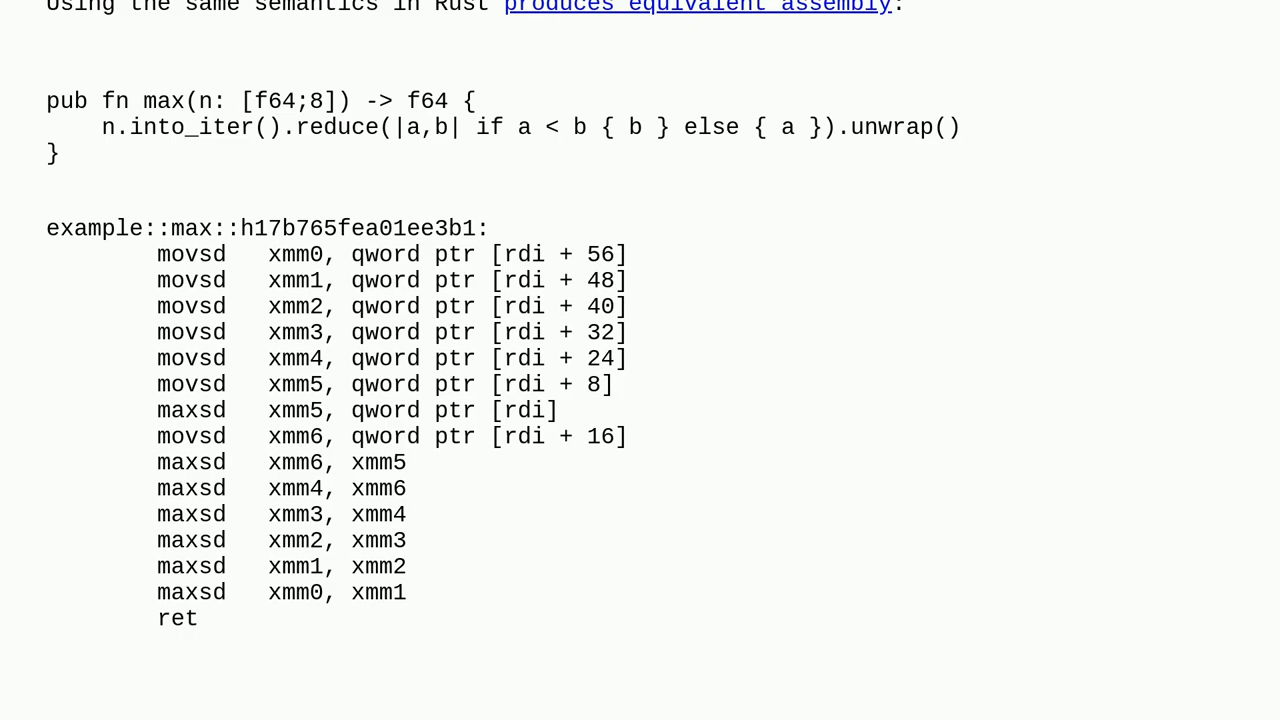 Using the same semantics in Rust produces equivalent assembly:
pub fn max(n: [f64;8]) -> f64 {
    n.into_iter().reduce(|a,b| if a < b { b } else { a }).unwrap()
}
example::max::h17b765fea01ee3b1:
        movsd   xmm0, qword ptr [rdi + 56]
        movsd   xmm1, qword ptr [rdi + 48]
        movsd   xmm2, qword ptr [rdi + 40]
        movsd   xmm3, qword ptr [rdi + 32]
        movsd   xmm4, qword ptr [rdi + 24]
        movsd   xmm5, qword ptr [rdi + 8]
        maxsd   xmm5, qword ptr [rdi]
        movsd   xmm6, qword ptr [rdi + 16]
        maxsd   xmm6, xmm5
        maxsd   xmm4, xmm6
        maxsd   xmm3, xmm4
        maxsd   xmm2, xmm3
        maxsd   xmm1, xmm2
        maxsd   xmm0, xmm1
        ret